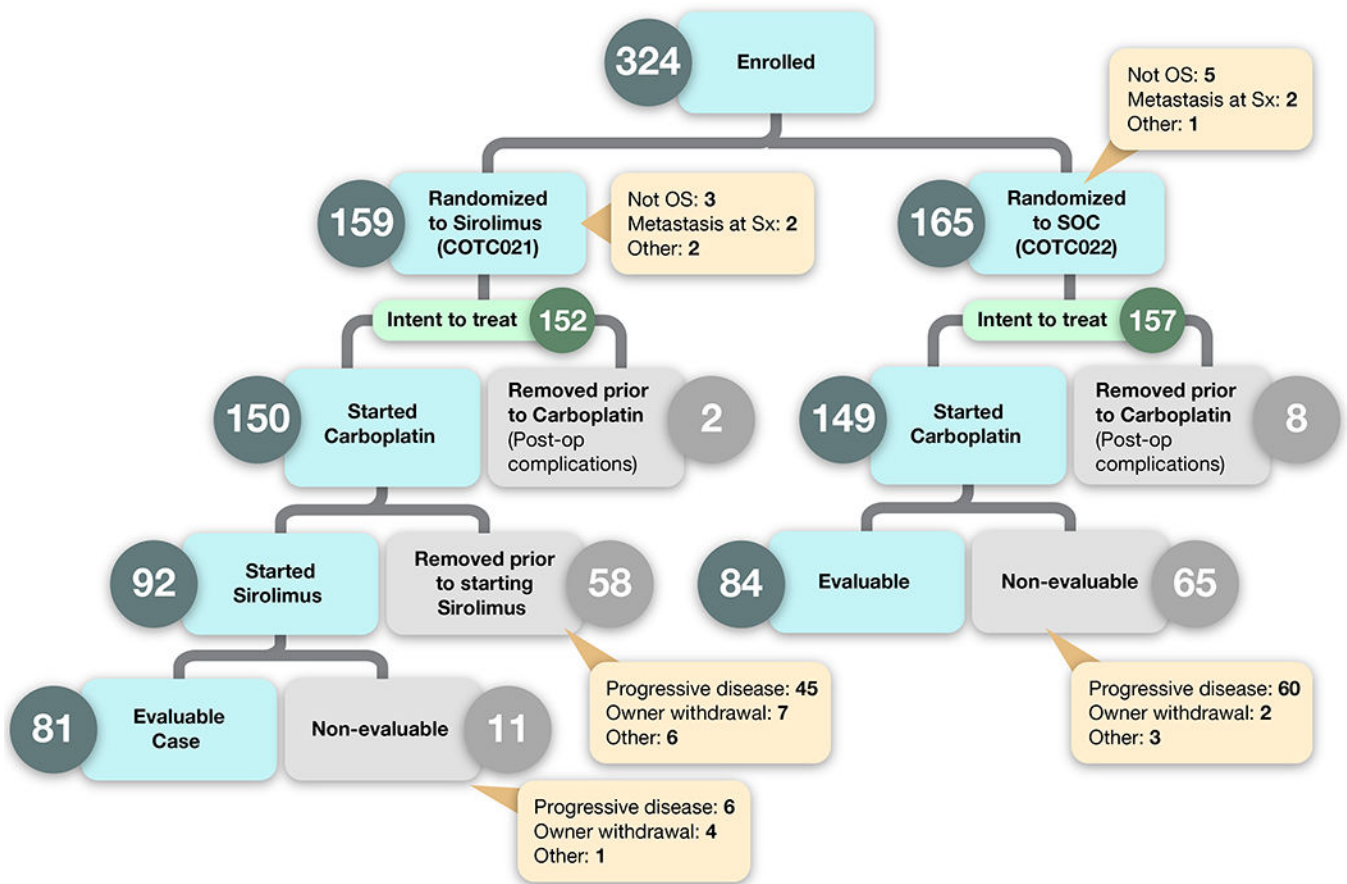 324
Enrolled
Not OS: 5
Metastasis at Sx: 2
Other: 1
159
Randomized
to Sirolimus
(COTC021)
Not OS: 3
Metastasis at Sx: 2
Other: 2
165
Randomized
to SOC
(COTC022)
Intent to treat
152
Intent to treat
157
150
Started
Carboplatin
Removed prior
to Carboplatin
(Post-op
complications)
2
149
Started
Carboplatin
Removed prior
to Carboplatin
(Post-op
complications)
8
92
Started
Sirolimus
Removed prior
to starting
Sirolimus
58
84
Evaluable
Non-evaluable
65
Progressive disease: 45
Owner withdrawal: 7
Other: 6
Progressive disease: 60
Owner withdrawal: 2
Other: 3
81
Evaluable
Case
Non-evaluable
11
Progressive disease: 6
Owner withdrawal: 4
Other: 1